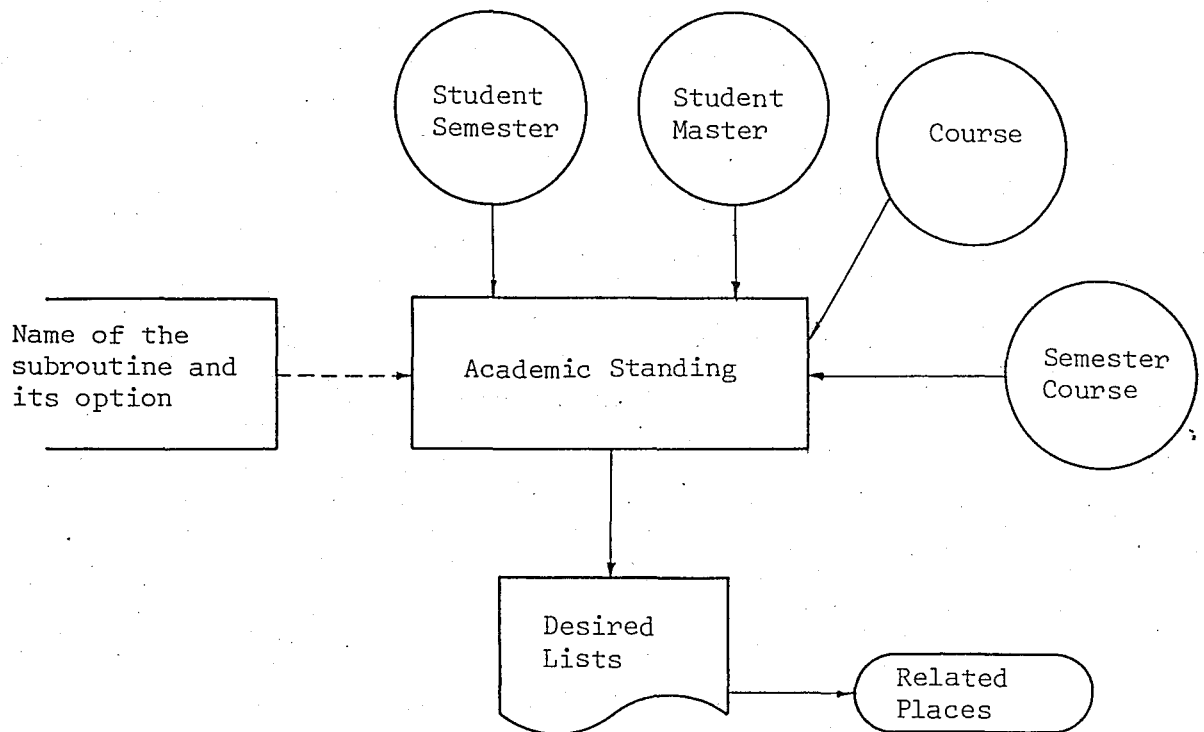 Student
Semester
Student
Master
Course
Name of the
subroutine and
its option
Academic Standing
Semester
Course
Desired
Lists
Related
Places